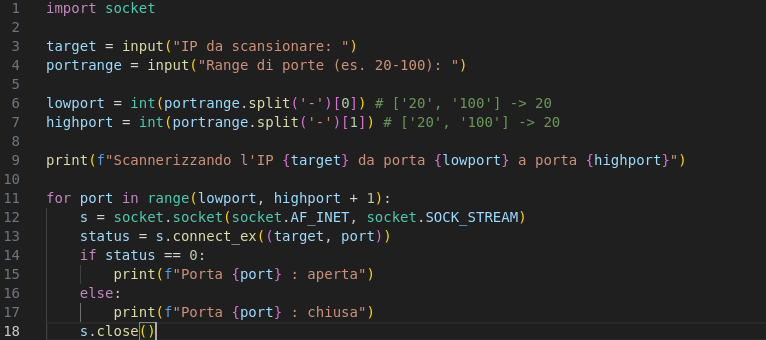 1 import socket
2
3 target = input("IP da scansionare: ")
4 portrange = input("Range di porte (es. 20-100): ")
5
6 lowport = int(portrange.split('-')[0]) # ['20', '100'] -> 20
7 highport = int(portrange.split('-')[1]) # ['20', '100'] -> 20
8
9 print(f"Scannerizzando l'IP {target} da porta {lowport} a porta {highport}")
10
11 for port in range(lowport, highport + 1):
12     s = socket.socket(socket.AF_INET, socket.SOCK_STREAM)
13     status = s.connect_ex((target, port))
14     if status == 0:
15         print(f"Porta {port} : aperta")
16     else:
17         print(f"Porta {port} : chiusa")
18     s.close()